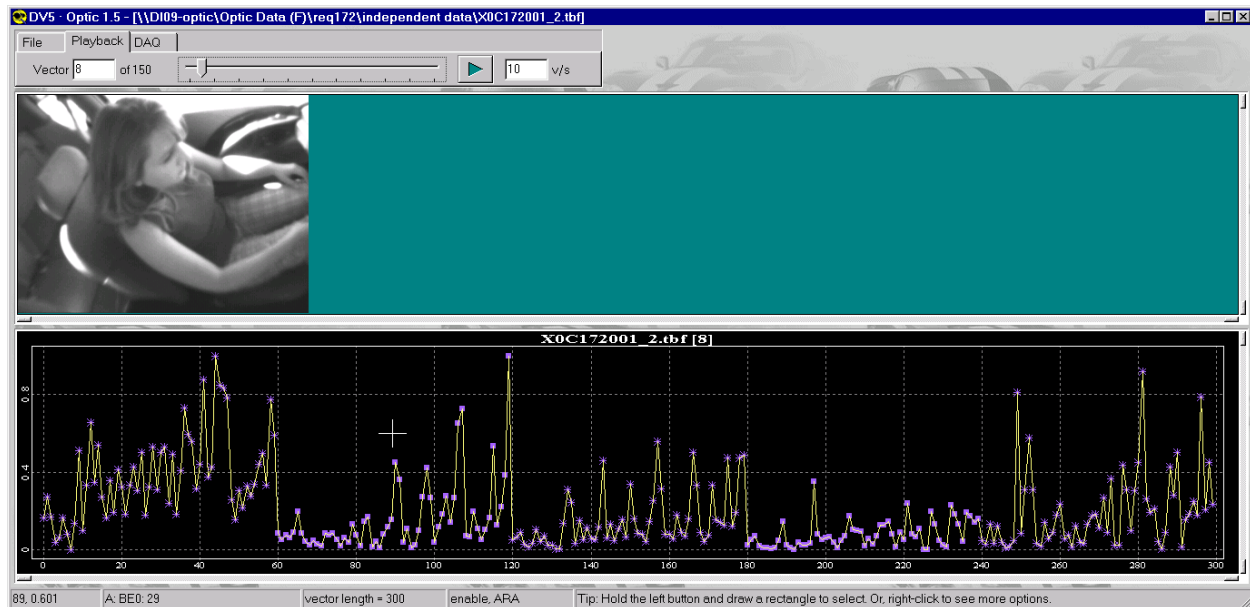 DV5 - Optic 1.5 - [\\DI09-optic\Optic Data (F)\req172\independent data\X0C172001_2.tbf]
File Playback DAQ
Vector 8 of 150 10 v/s
X0C172001_2.tbf [8]
0.8
0.4
0
0 20 40 60 80 100 120 140 160 180 200 220 240 260 280 300
89, 0.601 A: BE0: 29 vector length = 300 enable, ARA Tip: Hold the left button and draw a rectangle to select. Or, right-click to see more options.